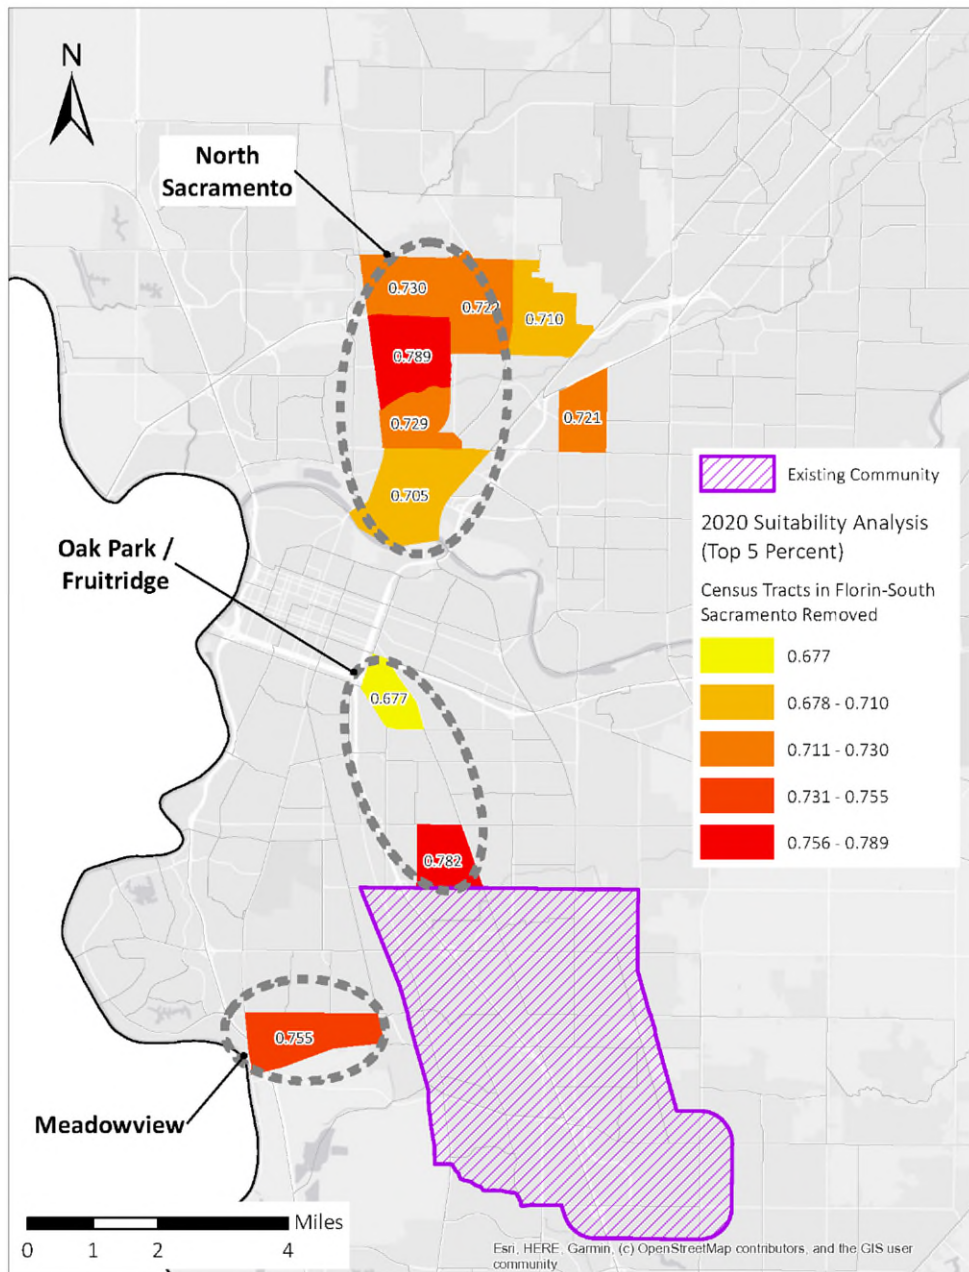 N
North
Sacramento
0.730
0.722
0.710
0.789
0.729
0.721
0.705
Existing Community
2020 Suitability Analysis
(Top 5 Percent)
Census Tracts in Florin-South
Sacramento Removed
0.677
0.678 - 0.710
0.711 - 0.730
0.731 - 0.755
0.756 - 0.789
Oak Park /
Fruitridge
0.677
0.782
0.755
Meadowview
Miles
0 1 2 4
Esri, HERE, Garmin, (c) OpenStreetMap contributors, and the GIS user
community